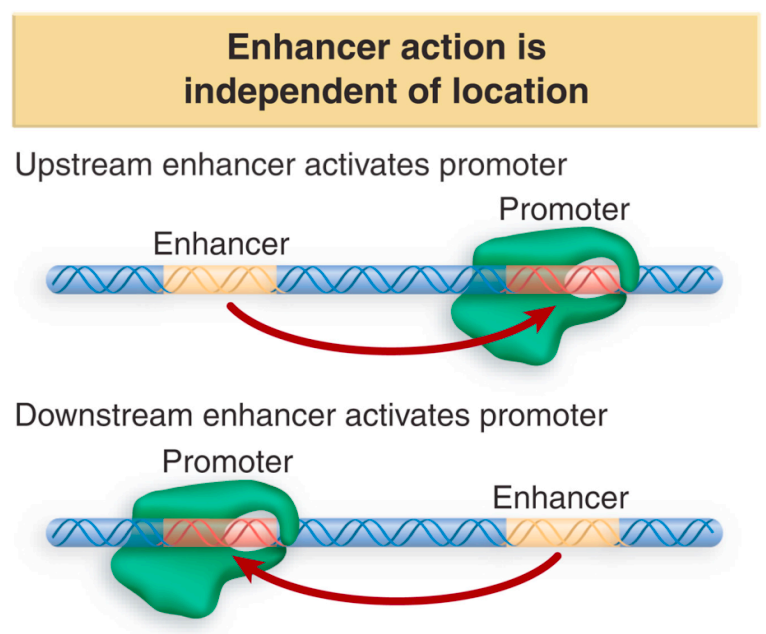 Enhancer action is
independent of location
Upstream enhancer activates promoter
Promoter
Enhancer
Downstream enhancer activates promoter
Promoter
Enhancer